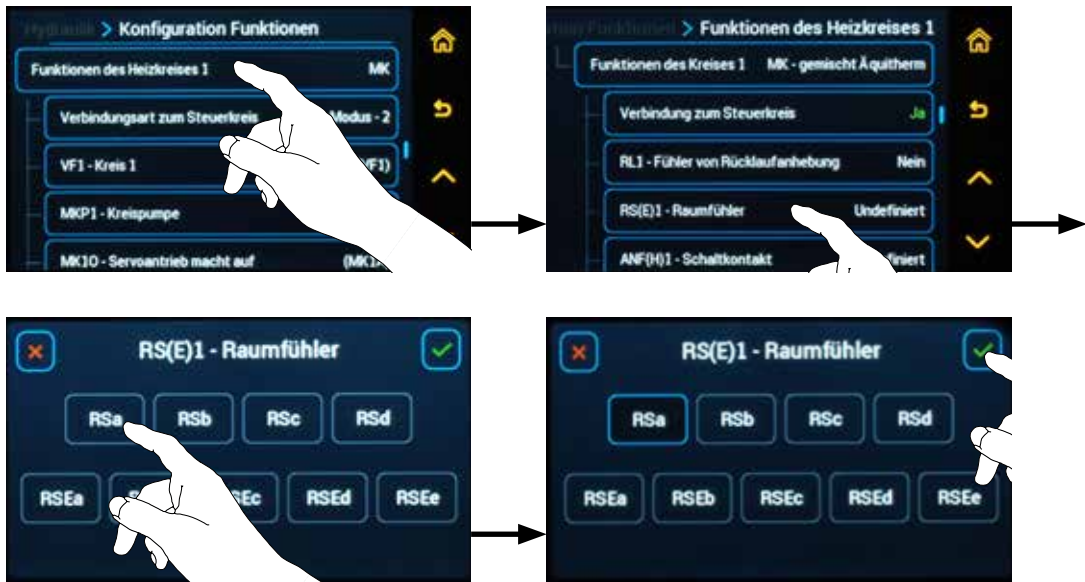 > Konfiguration Funktionen
Funktionen des Heizkreises 1 MK
Verbindungsart zum Steuerkreis Modus - 2
VF1 - Kreis 1 (VF1)
MKP1 - Kreispumpe
MK1O - Servoantrieb macht auf
> Funktionen des Heizkreises 1
Funktionen des Kreises 1 MK - gemischt Äquitherm
Verbindung zum Steuerkreis Ja
RL1 - Fühler von Rücklaufanhebung Nein
RS(E)1 - Raumfühler Undefiniert
ANF(H)1 - Schaltkontakt
RS(E)1 - Raumfühler
RSa RSb RSc RSd
RSEa RSEd RSEe
RS(E)1 - Raumfühler
RSa RSb RSc RSd
RSEa RSEb RSEc RSEd RSEe